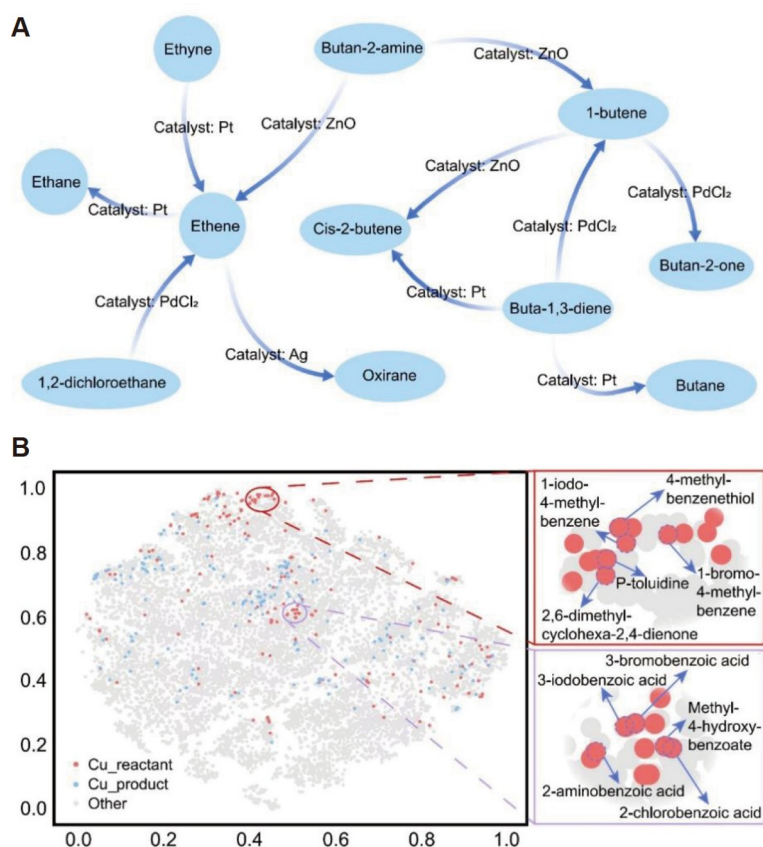 A
Ethyne
Butan-2-amine
Catalyst: ZnO
1-butene
Catalyst: Pt
Catalyst: ZnO
Catalyst: ZnO
Ethane
Catalyst: Pt
Ethene
Cis-2-butene
Catalyst: PdCl₂
Catalyst: PdCl₂
Butan-2-one
Catalyst: PdCl₂
Catalyst: Pt
Buta-1,3-diene
1,2-dichloroethane
Catalyst: Ag
Oxirane
Catalyst: Pt
Butane
B
1.0
0.8
0.6
0.4
0.2
0.0
Cu_reactant
Cu_product
Other
0.0
0.2
0.4
0.6
0.8
1.0
1-iodo-
4-methyl-
benzene
4-methyl-
benzenethiol
P-toluidine
1-bromo-
4-methyl-
benzene
2,6-dimethyl-
cyclohexa-2,4-dienone
3-bromobenzoic acid
3-iodobenzoic acid
Methyl-
4-hydroxy-
benzoate
2-aminobenzoic acid
2-chlorobenzoic acid